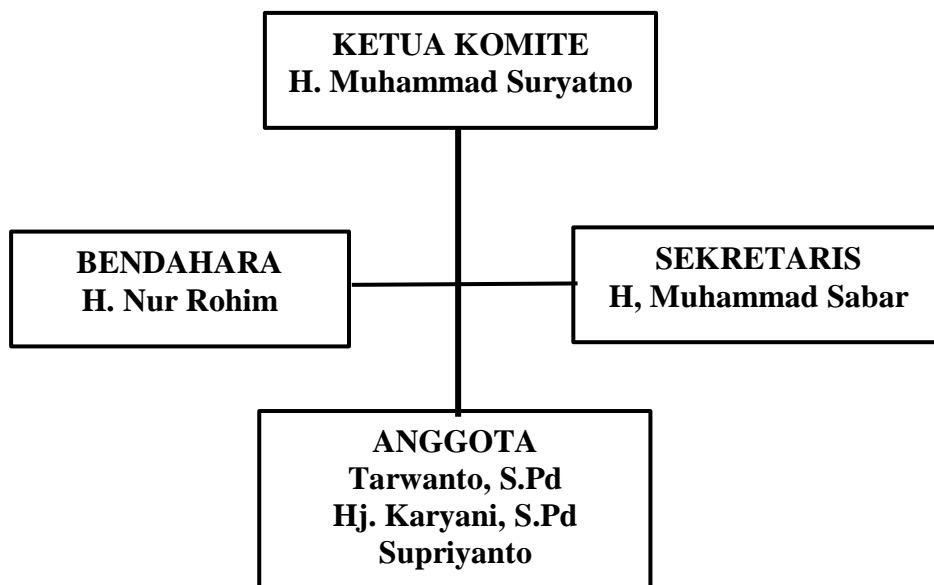 KETUA KOMITE
H. Muhammad Suryatno
BENDAHARA
H. Nur Rohim
SEKRETARIS
H, Muhammad Sabar
ANGGOTA
Tarwanto, S.Pd
Hj. Karyani, S.Pd
Supriyanto